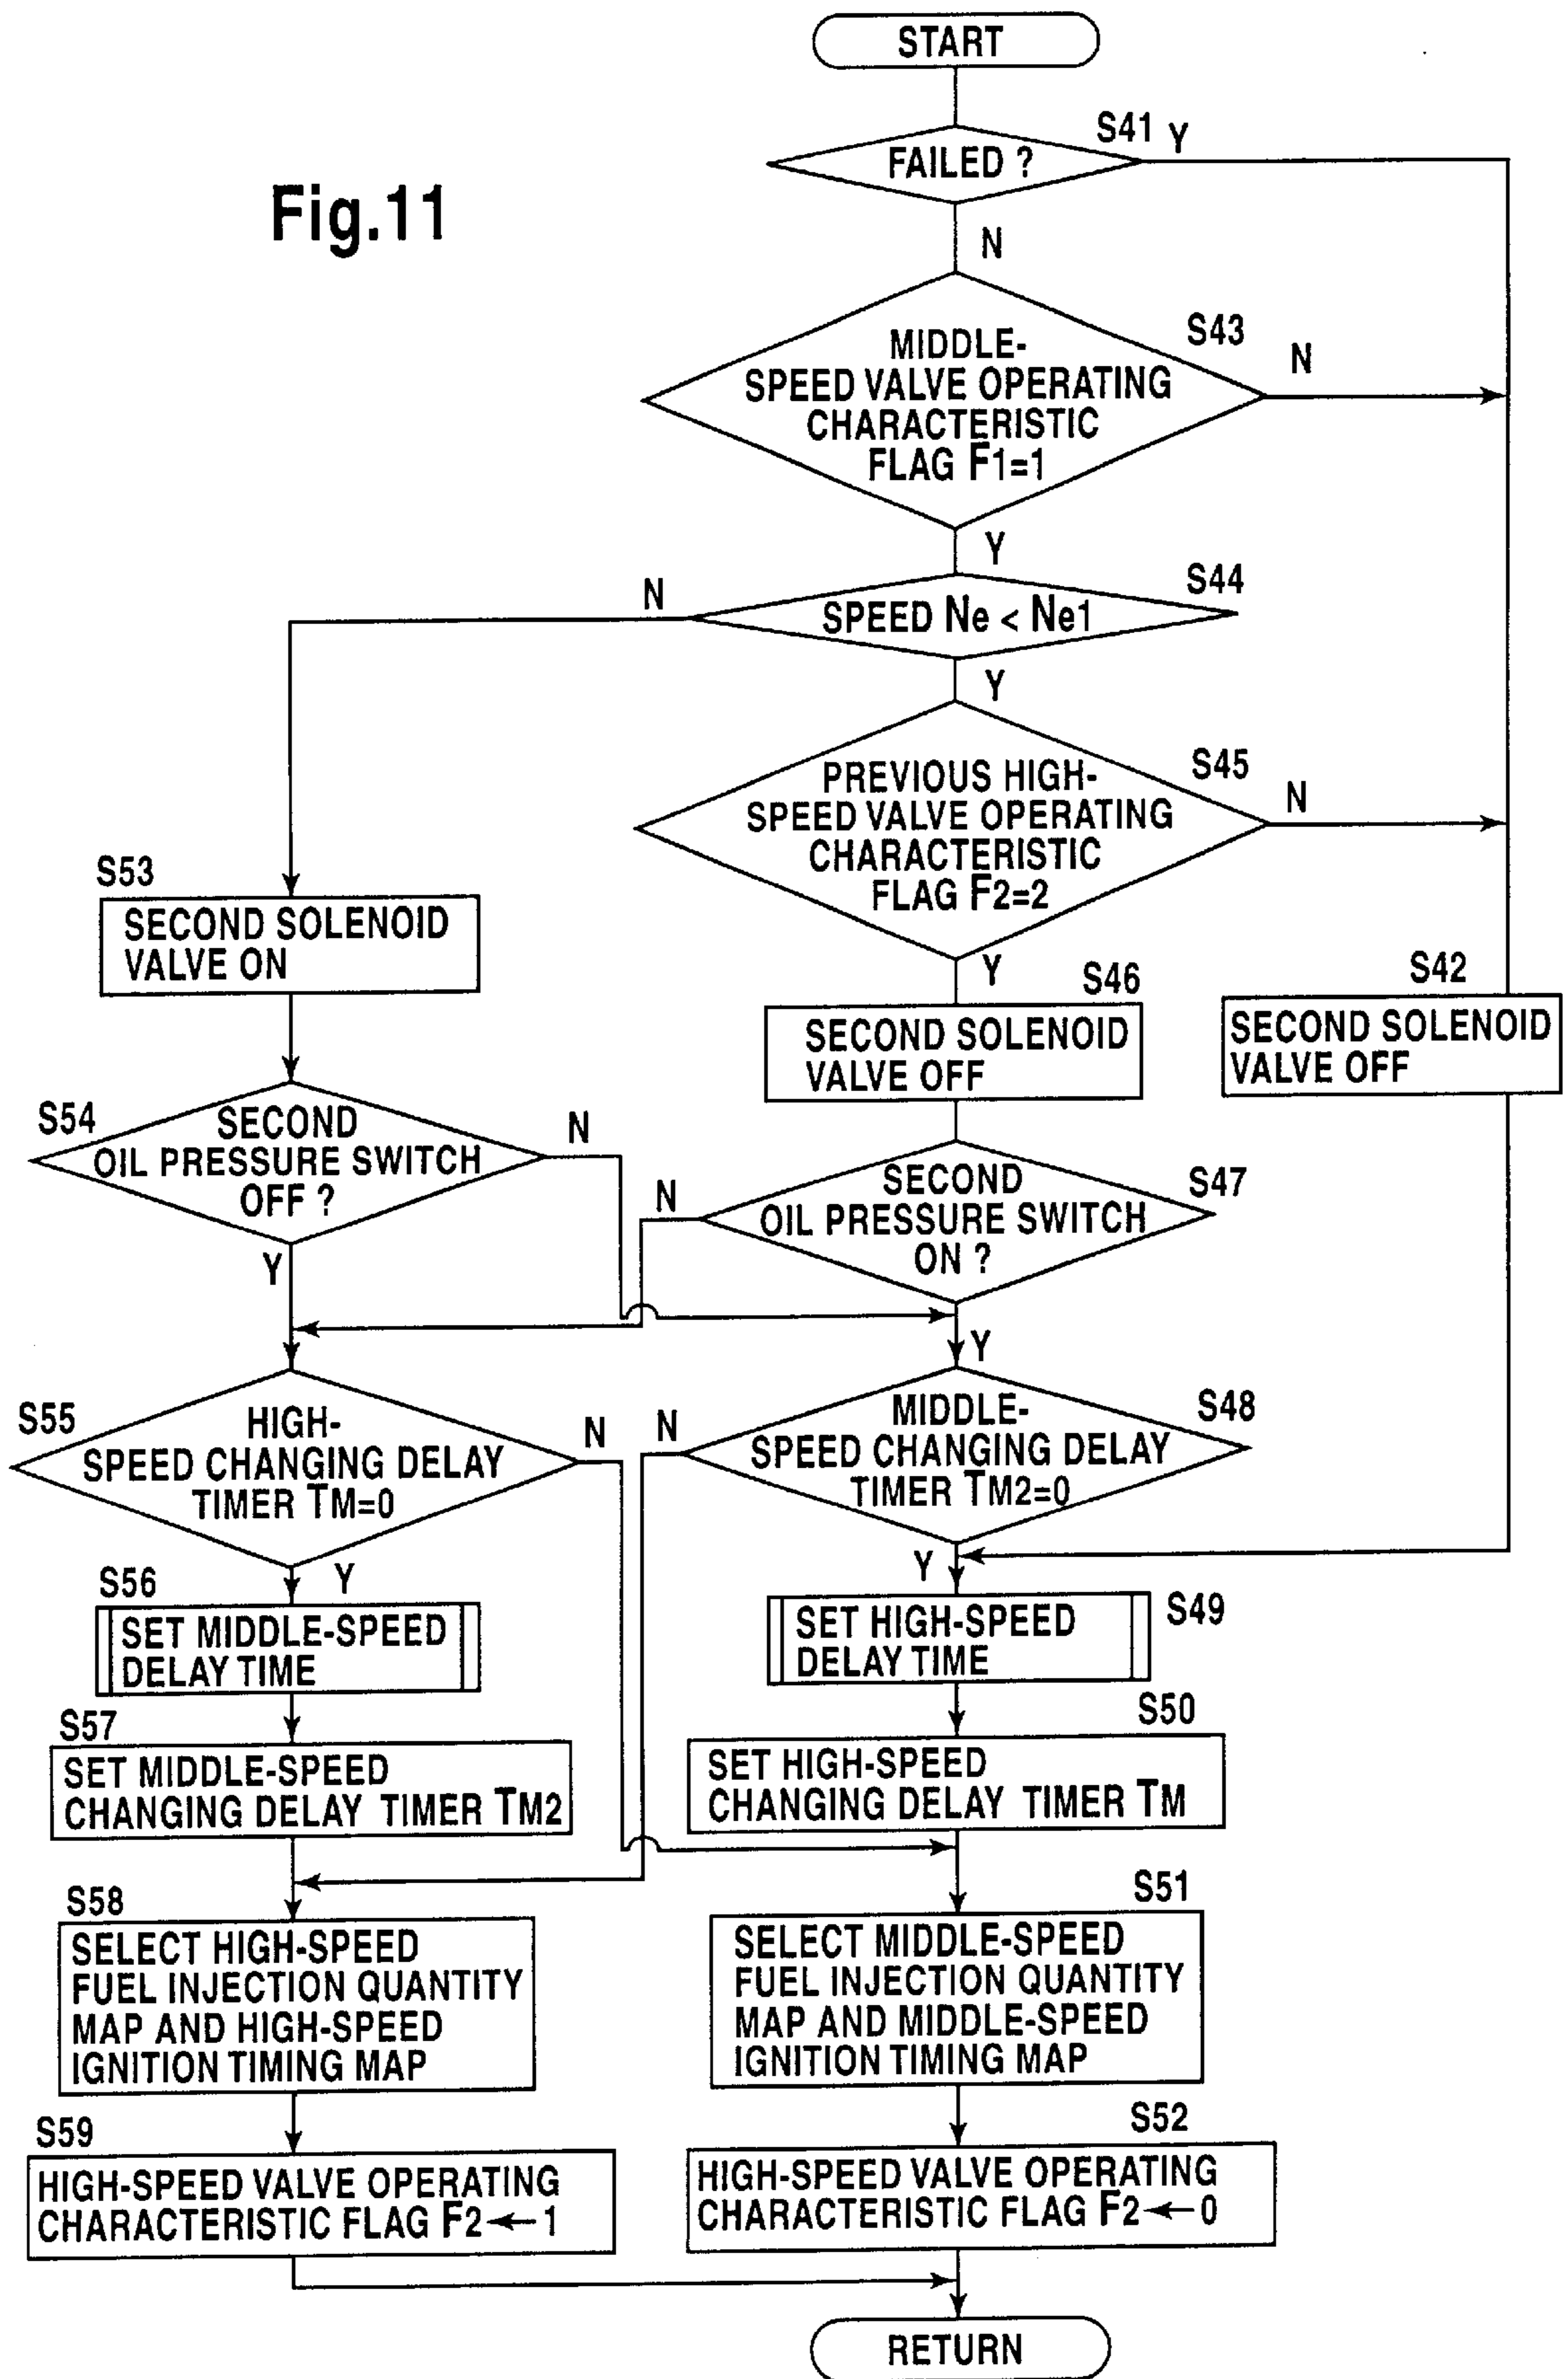 START
S41
Y
FAILED ?
Fig.11
N
S43
MIDDLE-
SPEED VALVE OPERATING
CHARACTERISTIC
FLAG F1=1
N
Y
S44
N
SPEED Ne < Ne1
Y
S45
PREVIOUS HIGH-
SPEED VALVE OPERATING
CHARACTERISTIC
FLAG F2=2
N
S53
SECOND SOLENOID
VALVE ON
Y
S46
SECOND SOLENOID
VALVE OFF
S42
SECOND SOLENOID
VALVE OFF
S54
SECOND
OIL PRESSURE SWITCH
OFF ?
N
Y
S47
N
SECOND
OIL PRESSURE SWITCH
ON ?
Y
S55
HIGH-
SPEED CHANGING DELAY
TIMER TM=0
N
Y
S48
N
MIDDLE-
SPEED CHANGING DELAY
TIMER TM2=0
Y
S56
SET MIDDLE-SPEED
DELAY TIME
S49
SET HIGH-SPEED
DELAY TIME
S57
SET MIDDLE-SPEED
CHANGING DELAY TIMER TM2
S50
SET HIGH-SPEED
CHANGING DELAY TIMER TM
S58
SELECT HIGH-SPEED
FUEL INJECTION QUANTITY
MAP AND HIGH-SPEED
IGNITION TIMING MAP
S51
SELECT MIDDLE-SPEED
FUEL INJECTION QUANTITY
MAP AND MIDDLE-SPEED
IGNITION TIMING MAP
S59
HIGH-SPEED VALVE OPERATING
CHARACTERISTIC FLAG F2←1
S52
HIGH-SPEED VALVE OPERATING
CHARACTERISTIC FLAG F2←0
RETURN